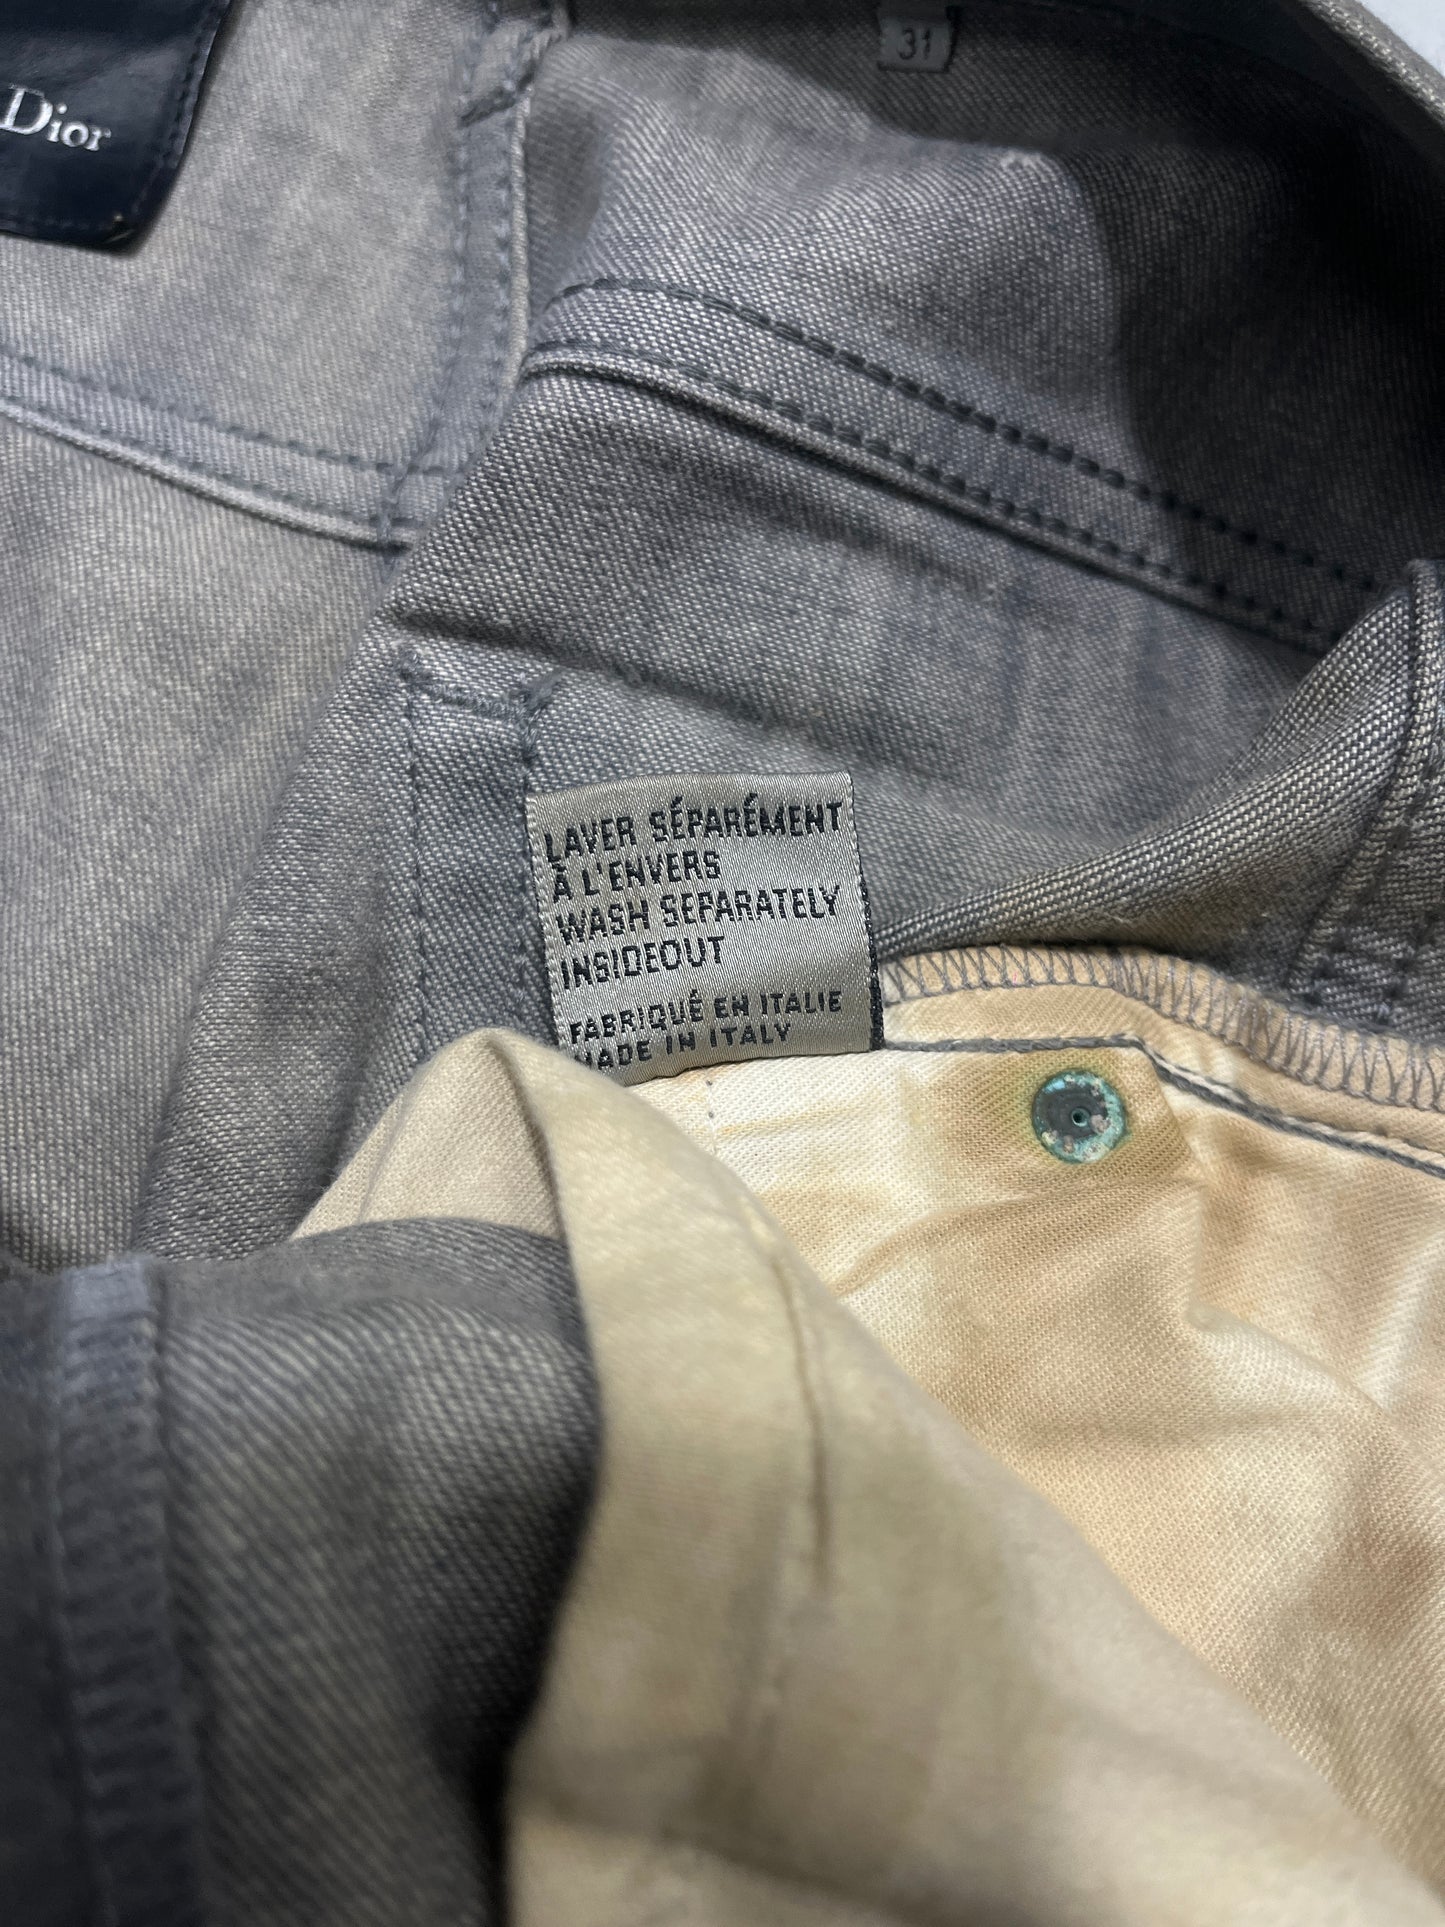 Dior
31
LAVER SÉPARÉMENT
À L'ENVERS
WASH SEPARATELY
INSIDEOUT
FABRIQUÉ EN ITALIE
MADE IN ITALY